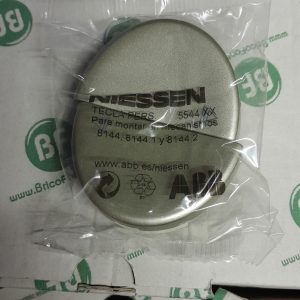 NIESSEN
TECLA PERS. 5544 XX
Para montar
8144, 8144.1 y 8144.2
www.abb.es/niessen
ABB